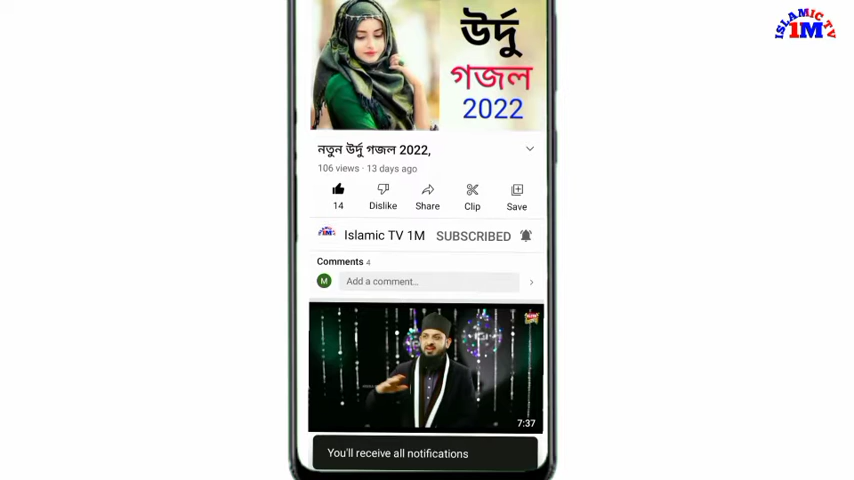 উর্দু
গজল
2022
ISLAMIC TV
1M
নতুন উর্দু গজল 2022,
106 views · 13 days ago
14
Dislike
Share
Clip
Save
1M
Islamic TV 1M
SUBSCRIBED
Comments 4
M
Add a comment...
7:37
You'll receive all notifications